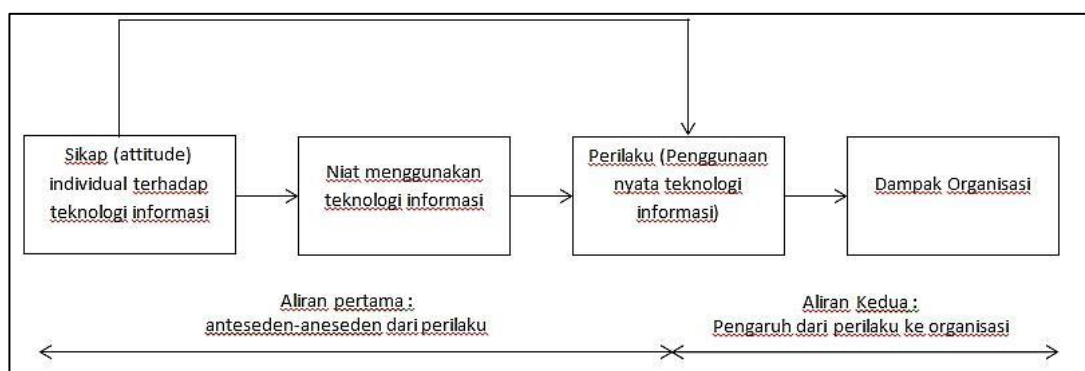 Sikap (attitude)
individual terhadap
teknologi informasi
Niat menggunakan
teknologi informasi
Perilaku (Penggunaan
nyata teknologi
informasi)
Dampak Organisasi
Aliran pertama :
anteseden-aneseden dari perilaku
Aliran Kedua :
Pengaruh dari perilaku ke organisasi